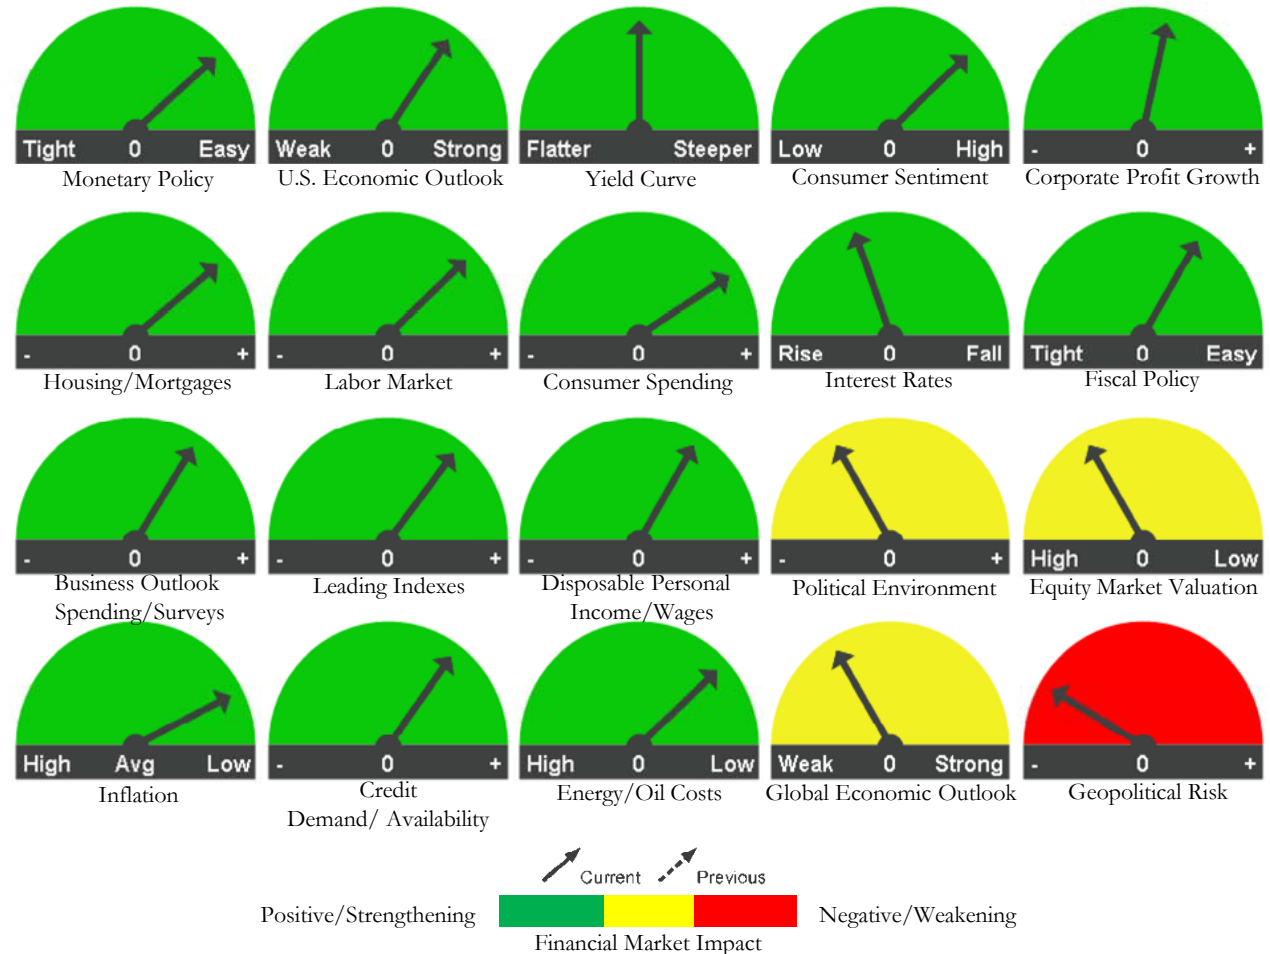 Tight 0 Easy
Monetary Policy
Weak 0 Strong
U.S. Economic Outlook
Flatter Steeper
Yield Curve
Low 0 High
Consumer Sentiment
- 0 +
Corporate Profit Growth
- 0 +
Housing/Mortgages
- 0 +
Labor Market
- 0 +
Consumer Spending
Rise 0 Fall
Interest Rates
Tight 0 Easy
Fiscal Policy
- 0 +
Business Outlook
Spending/Surveys
- 0 +
Leading Indexes
- 0 +
Disposable Personal
Income/Wages
- 0 +
Political Environment
High 0 Low
Equity Market Valuation
High Avg Low
Inflation
- 0 +
Credit
Demand/ Availability
High 0 Low
Energy/Oil Costs
Weak 0 Strong
Global Economic Outlook
- 0 +
Geopolitical Risk
Current Previous
Positive/Strengthening Negative/Weakening
Financial Market Impact